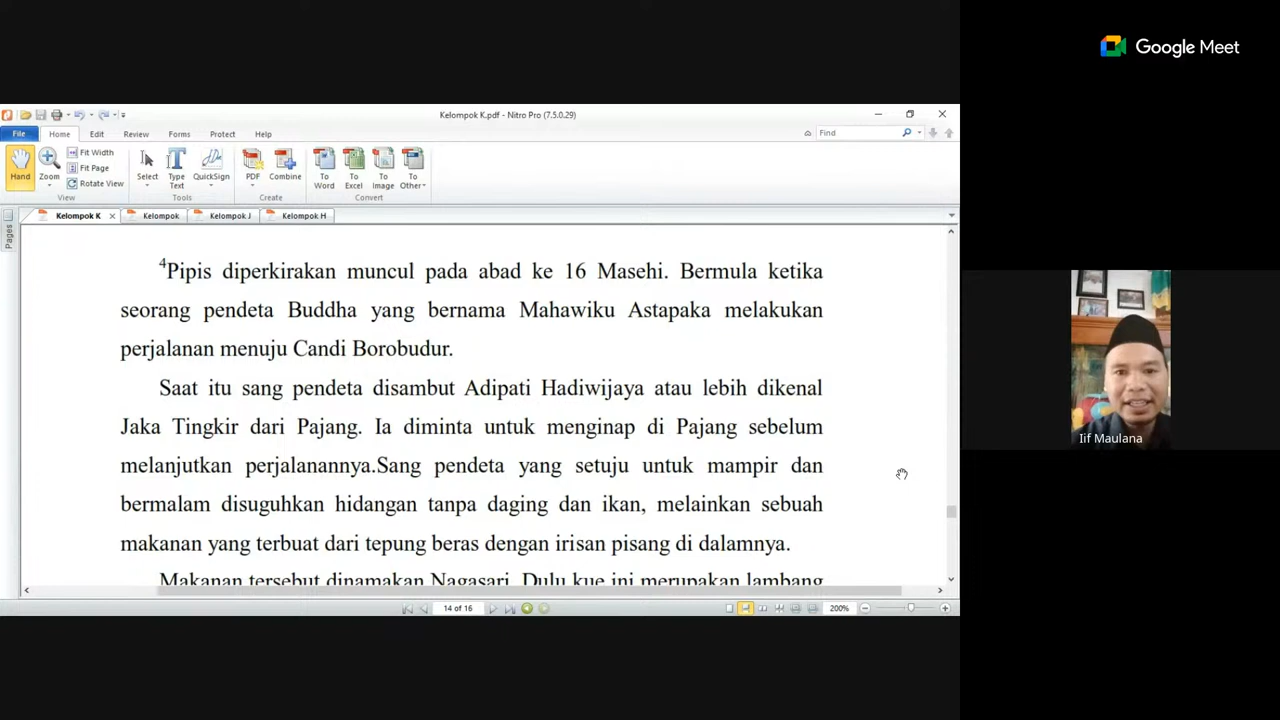 Google Meet
Kelompok K.pdf - Nitro Pro (7.5.0.29)
File Home Edit Review Forms Protect Help
Find
Hand
Zoom
Fit Width
Fit Page
Rotate View
View
Select
Type Text
QuickSign
Tools
PDF
Combine
Create
To Word
To Excel
To Image
To Other
Convert
Kelompok K Kelompok Kelompok J Kelompok H
Pages
4Pipis diperkirakan muncul pada abad ke 16 Masehi. Bermula ketika
seorang pendeta Buddha yang bernama Mahawiku Astapaka melakukan
perjalanan menuju Candi Borobudur.
Saat itu sang pendeta disambut Adipati Hadiwijaya atau lebih dikenal
Jaka Tingkir dari Pajang. Ia diminta untuk menginap di Pajang sebelum
melanjutkan perjalanannya.Sang pendeta yang setuju untuk mampir dan
bermalam disuguhkan hidangan tanpa daging dan ikan, melainkan sebuah
makanan yang terbuat dari tepung beras dengan irisan pisang di dalamnya.
Makanan tersebut dinamakan Nagasari. Dulu kue ini merupakan lambang
14 of 16
200%
Iif Maulana